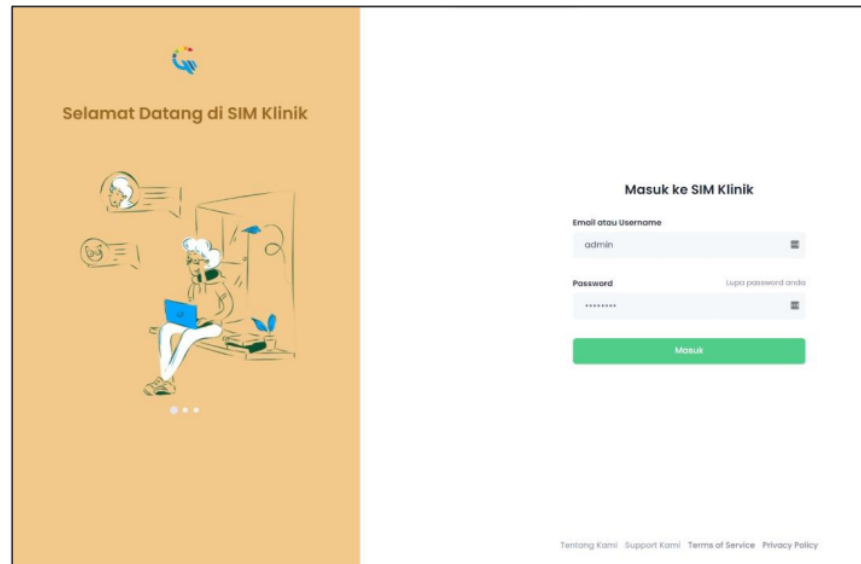 Selamat Datang di SIM Klinik
Masuk ke SIM Klinik
Email atau Username
admin
Password Lupa password anda
••••••••
Masuk
Tentang Kami Support Kami Terms of Service Privacy Policy